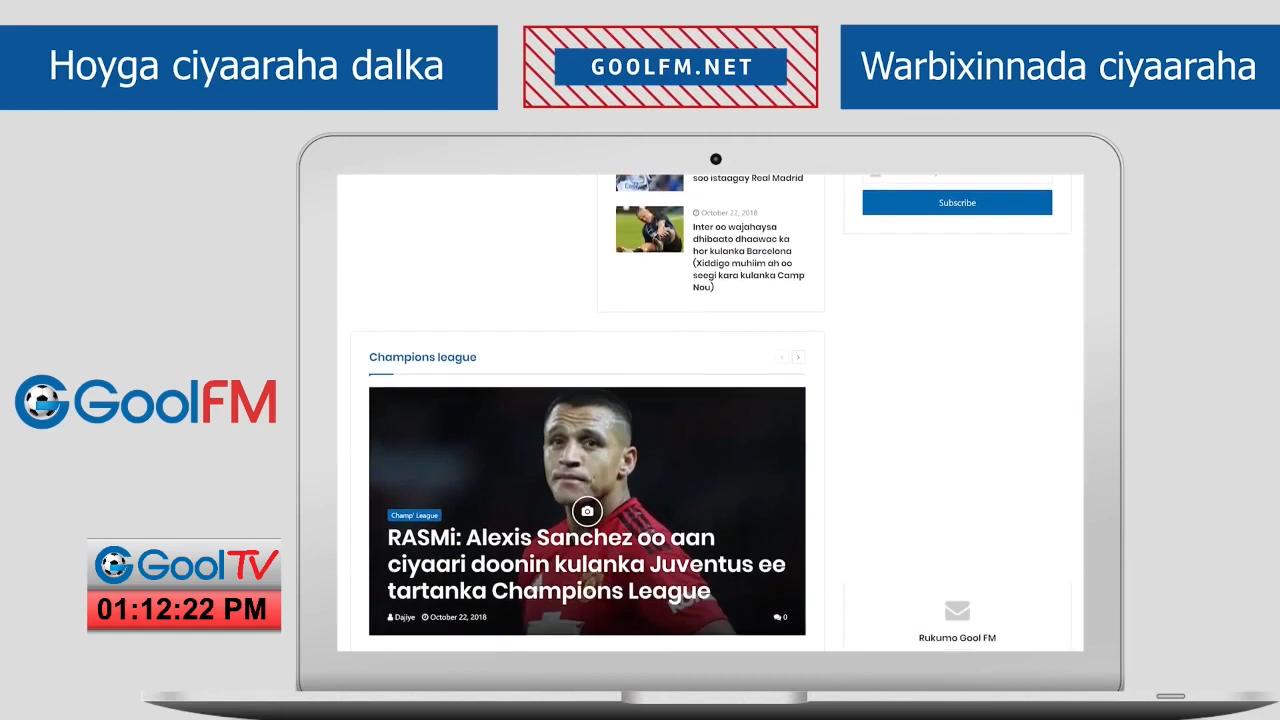 Hoyga ciyaaraha dalka
GOOLFM.NET
Warbixinnada ciyaaraha
soo istaagay Real Madrid
October 22, 2018
Inter oo wajahaysa
dhibaato dhaawac ka
hor kulanka Barcelona
(Xiddigo muhiim ah oo
seegi kara kulanka Camp
Nou)
Subscribe
Champions league
Champ' League
RASMi: Alexis Sanchez oo aan
ciyaari doonin kulanka Juventus ee
tartanka Champions League
Dajiye October 22, 2018
0
Rukumo Gool FM
GoolFM
GoolTV
01:12:22 PM